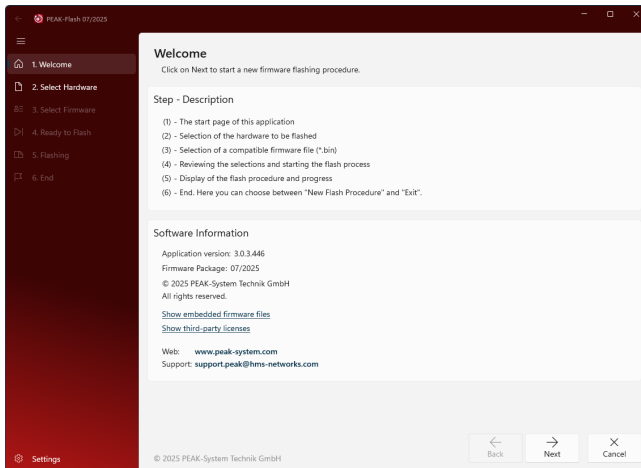 PEAK-Flash 07/2025
1. Welcome
2. Select Hardware
3. Select Firmware
4. Ready to Flash
5. Flashing
6. End
Settings
Welcome
Click on Next to start a new firmware flashing procedure.
Step - Description
(1) - The start page of this application
(2) - Selection of the hardware to be flashed
(3) - Selection of a compatible firmware file (*.bin)
(4) - Reviewing the selections and starting the flash process
(5) - Display of the flash procedure and progress
(6) - End. Here you can choose between "New Flash Procedure" and "Exit".
Software Information
Application version: 3.0.3.446
Firmware Package: 07/2025
© 2025 PEAK-System Technik GmbH
All rights reserved.
Show embedded firmware files
Show third-party licenses
Web: www.peak-system.com
Support: support.peak@hms-networks.com
© 2025 PEAK-System Technik GmbH
Back
Next
Cancel